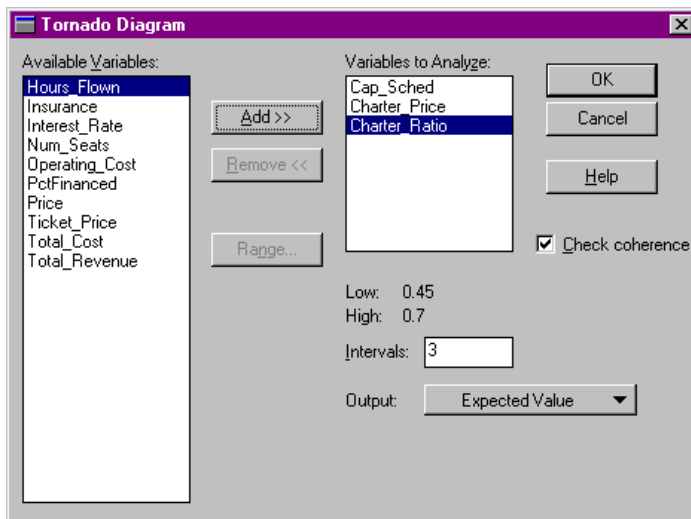 Tornado Diagram
Available Variables:
Hours_Flown
Insurance
Interest_Rate
Num_Seats
Operating_Cost
PctFinanced
Price
Ticket_Price
Total_Cost
Total_Revenue
Add >>
Remove <<
Range...
Variables to Analyze:
Cap_Sched
Charter_Price
Charter_Ratio
OK
Cancel
Help
Check coherence
Low: 0.45
High: 0.7
Intervals: 3
Output: Expected Value